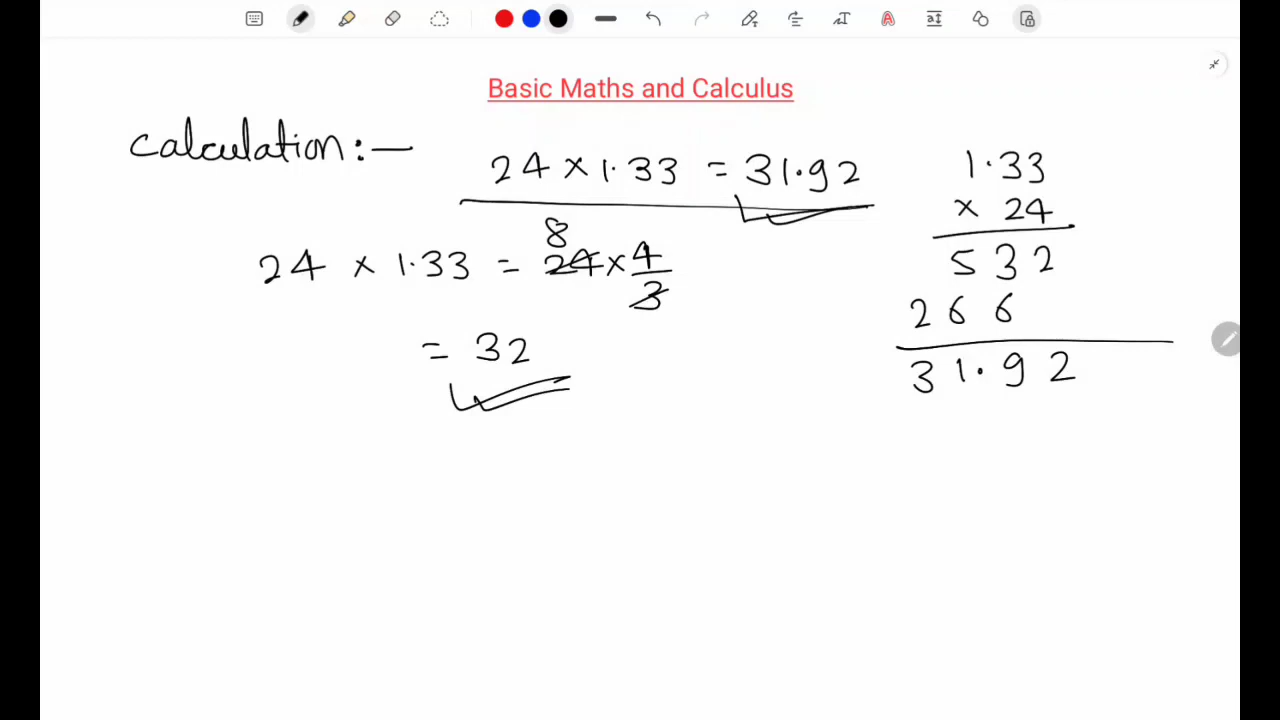 Basic Maths and Calculus
Calculation:—
24 × 1.33 = 31.92
8
24 × 1.33 = 24 × 4/3
= 32
1.33
× 24
532
266
31.92